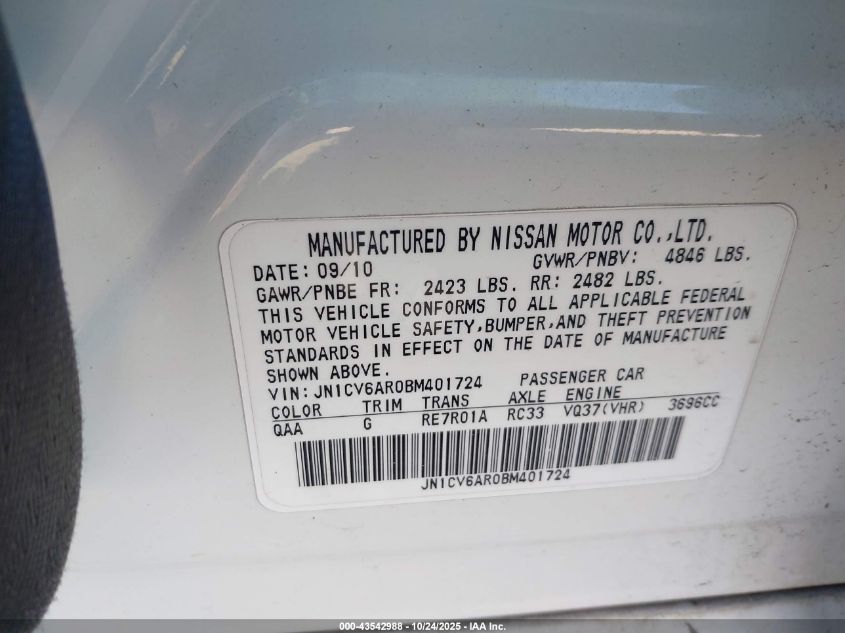 MANUFACTURED BY NISSAN MOTOR CO.,LTD.
DATE: 09/10 GVWR/PNBV: 4846 LBS.
GAWR/PNBE FR: 2423 LBS. RR: 2482 LBS.
THIS VEHICLE CONFORMS TO ALL APPLICABLE FEDERAL
MOTOR VEHICLE SAFETY,BUMPER,AND THEFT PREVENTION
STANDARDS IN EFFECT ON THE DATE OF MANUFACTURE
SHOWN ABOVE.
VIN: JN1CV6AR0BM401724 PASSENGER CAR
COLOR TRIM TRANS AXLE ENGINE
QAA G RE7R01A RC33 VQ37(VHR) 3696CC
JN1CV6AR0BM401724
000-43542988 - 10/24/2025 - IAA Inc.